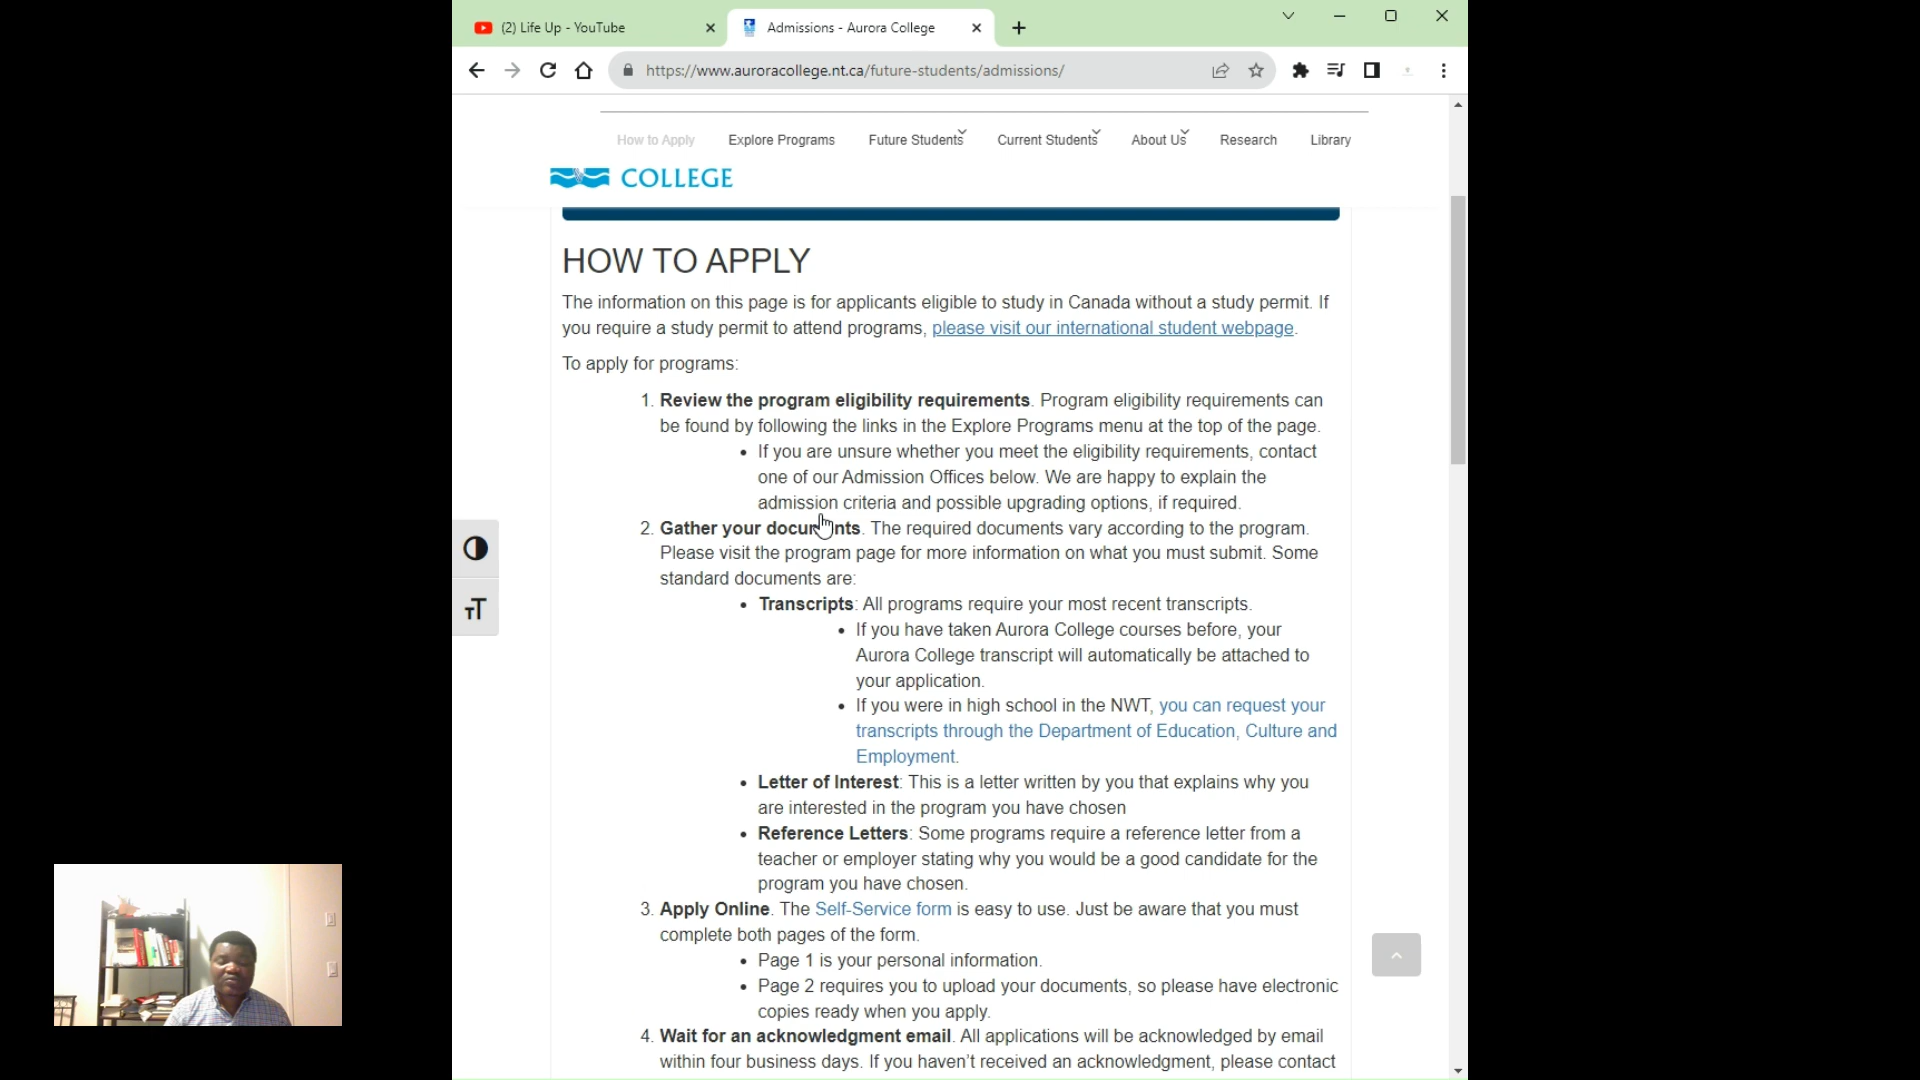 (2) Life Up - YouTube
Admissions - Aurora College
https://www.auroracollege.nt.ca/future-students/admissions/
How to Apply Explore Programs Future Students Current Students About Us Research Library
COLLEGE
HOW TO APPLY
The information on this page is for applicants eligible to study in Canada without a study permit. If
you require a study permit to attend programs, please visit our international student webpage.
To apply for programs:
1. Review the program eligibility requirements. Program eligibility requirements can
be found by following the links in the Explore Programs menu at the top of the page.
• If you are unsure whether you meet the eligibility requirements, contact
one of our Admission Offices below. We are happy to explain the
admission criteria and possible upgrading options, if required.
2. Gather your documents. The required documents vary according to the program.
Please visit the program page for more information on what you must submit. Some
standard documents are:
• Transcripts: All programs require your most recent transcripts.
• If you have taken Aurora College courses before, your
Aurora College transcript will automatically be attached to
your application.
• If you were in high school in the NWT, you can request your
transcripts through the Department of Education, Culture and
Employment.
• Letter of Interest: This is a letter written by you that explains why you
are interested in the program you have chosen
• Reference Letters: Some programs require a reference letter from a
teacher or employer stating why you would be a good candidate for the
program you have chosen.
3. Apply Online. The Self-Service form is easy to use. Just be aware that you must
complete both pages of the form.
• Page 1 is your personal information.
• Page 2 requires you to upload your documents, so please have electronic
copies ready when you apply.
4. Wait for an acknowledgment email. All applications will be acknowledged by email
within four business days. If you haven't received an acknowledgment, please contact